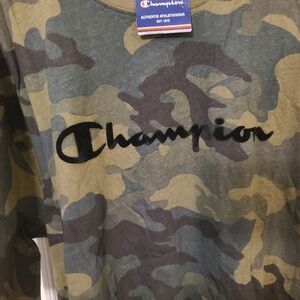 Champion
AUTHENTIC ATHLETICWEAR
EST. 1919
Champion